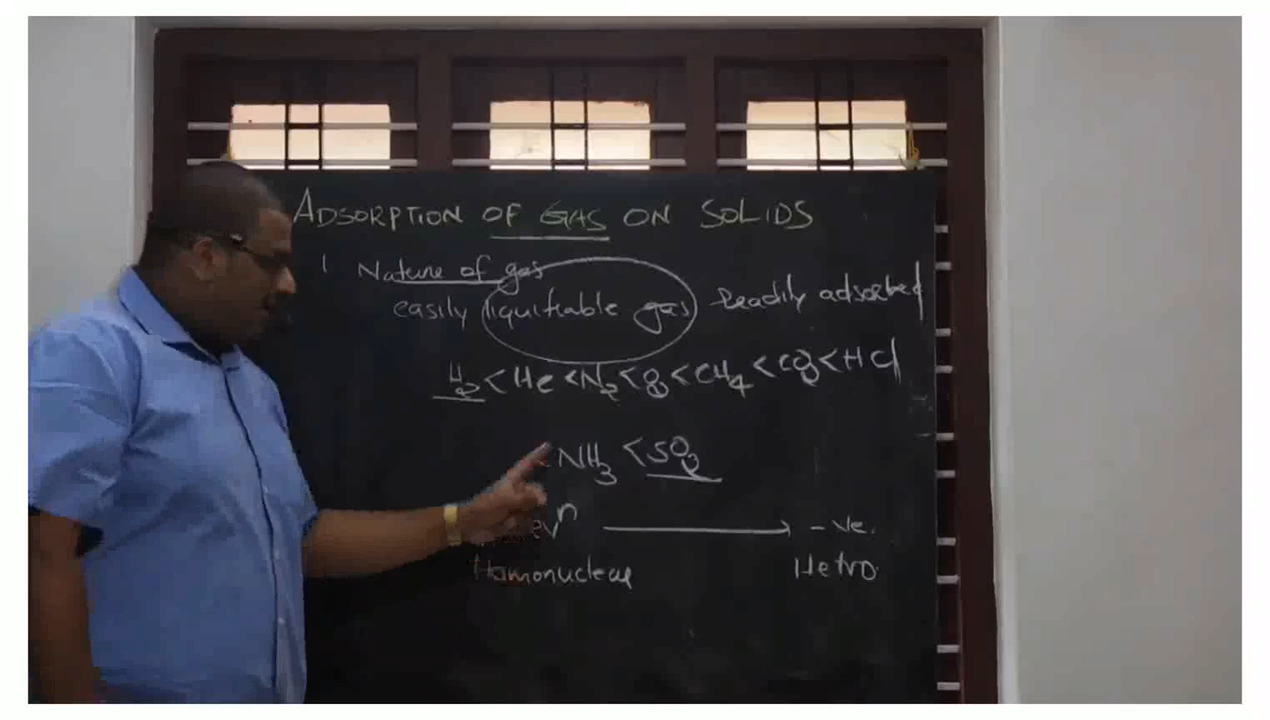 ADSORPTION OF GAS ON SOLIDS
1 Nature of gas
easily liquifiable gas Readily adsorbed
H2 < He < N2 < O2 < CH4 < CO2 < HCl
NH3 < SO2
→ -ve.
Homonuclear Hetro.